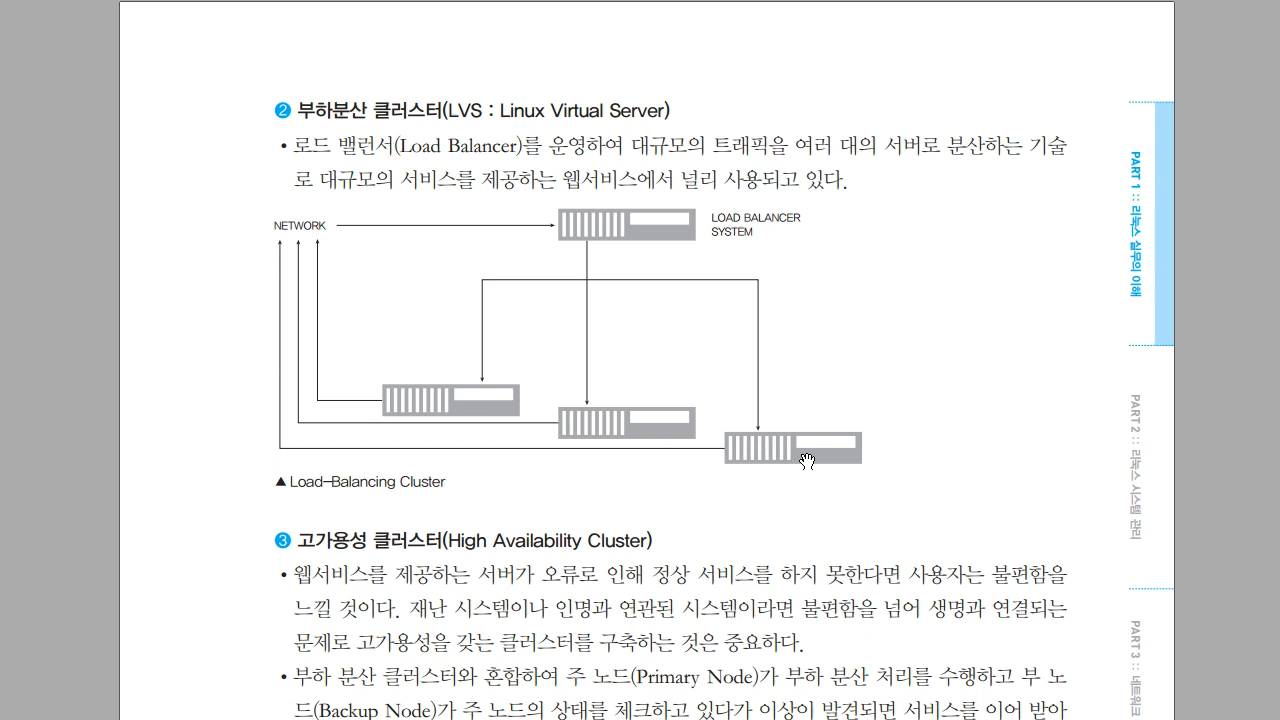 ❷ 부하분산 클러스터(LVS : Linux Virtual Server)
• 로드 밸런서(Load Balancer)를 운영하여 대규모의 트래픽을 여러 대의 서버로 분산하는 기술
로 대규모의 서비스를 제공하는 웹서비스에서 널리 사용되고 있다.
NETWORK
LOAD BALANCER
SYSTEM
▲ Load-Balancing Cluster
❸ 고가용성 클러스터(High Availability Cluster)
• 웹서비스를 제공하는 서버가 오류로 인해 정상 서비스를 하지 못한다면 사용자는 불편함을
느낄 것이다. 재난 시스템이나 인명과 연관된 시스템이라면 불편함을 넘어 생명과 연결되는
문제로 고가용성을 갖는 클러스터를 구축하는 것은 중요하다.
• 부하 분산 클러스터와 혼합하여 주 노드(Primary Node)가 부하 분산 처리를 수행하고 부 노
드(Backup Node)가 주 노드의 상태를 체크하고 있다가 이상이 발견되면 서비스를 이어 받아
PART 1 :: 리눅스 실무의 이해
PART 2 :: 리눅스 시스템 관리
PART 3 :: 네트워크